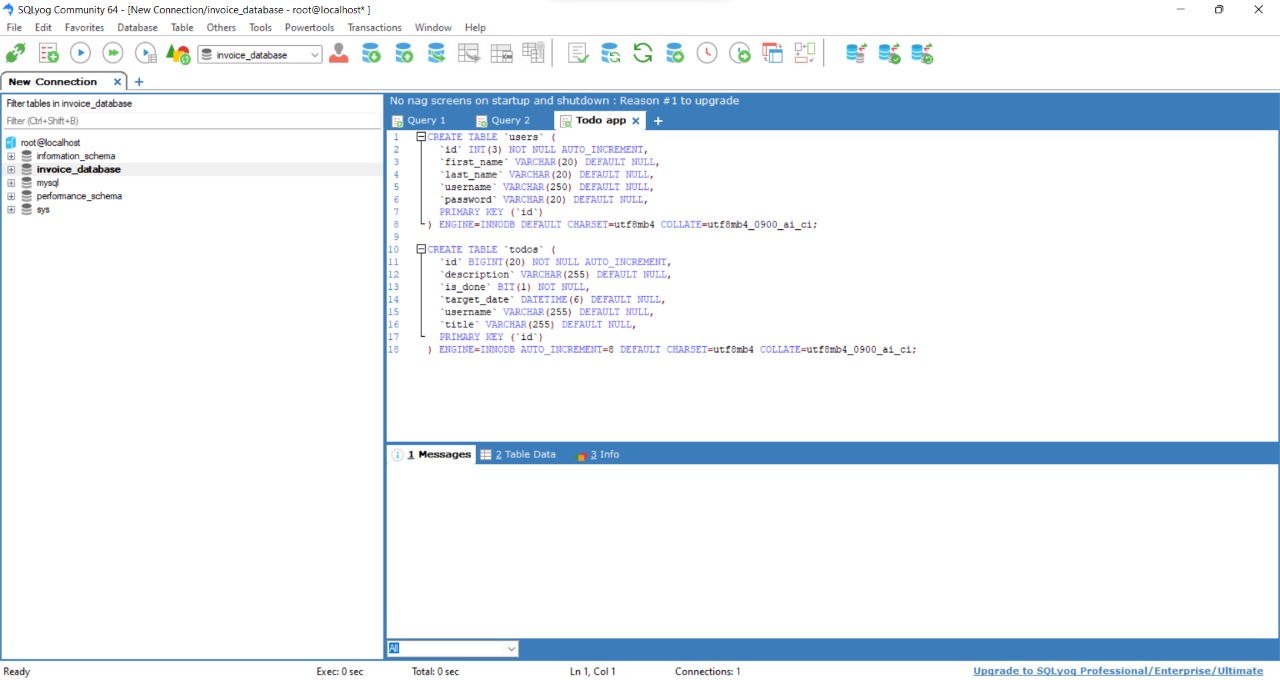 SQLyog Community 64 - [New Connection/invoice_database - root@localhost* ]
File Edit Favorites Database Table Others Tools Powertools Transactions Window Help
invoice_database
New Connection
Filter tables in invoice_database
Filter (Ctrl+Shift+B)
root@localhost
information_schema
invoice_database
mysql
performance_schema
sys
No nag screens on startup and shutdown : Reason #1 to upgrade
Query 1 Query 2 Todo app
1 CREATE TABLE `users` (
2 `id` INT(3) NOT NULL AUTO_INCREMENT,
3 `first_name` VARCHAR(20) DEFAULT NULL,
4 `last_name` VARCHAR(20) DEFAULT NULL,
5 `username` VARCHAR(250) DEFAULT NULL,
6 `password` VARCHAR(20) DEFAULT NULL,
7 PRIMARY KEY (`id`)
8 ) ENGINE=INNODB DEFAULT CHARSET=utf8mb4 COLLATE=utf8mb4_0900_ai_ci;
9
10 CREATE TABLE `todos` (
11 `id` BIGINT(20) NOT NULL AUTO_INCREMENT,
12 `description` VARCHAR(255) DEFAULT NULL,
13 `is_done` BIT(1) NOT NULL,
14 `target_date` DATETIME(6) DEFAULT NULL,
15 `username` VARCHAR(255) DEFAULT NULL,
16 `title` VARCHAR(255) DEFAULT NULL,
17 PRIMARY KEY (`id`)
18 ) ENGINE=INNODB AUTO_INCREMENT=8 DEFAULT CHARSET=utf8mb4 COLLATE=utf8mb4_0900_ai_ci;
1 Messages 2 Table Data 3 Info
All
Ready Exec: 0 sec Total: 0 sec Ln 1, Col 1 Connections: 1 Upgrade to SQLyog Professional/Enterprise/Ultimate